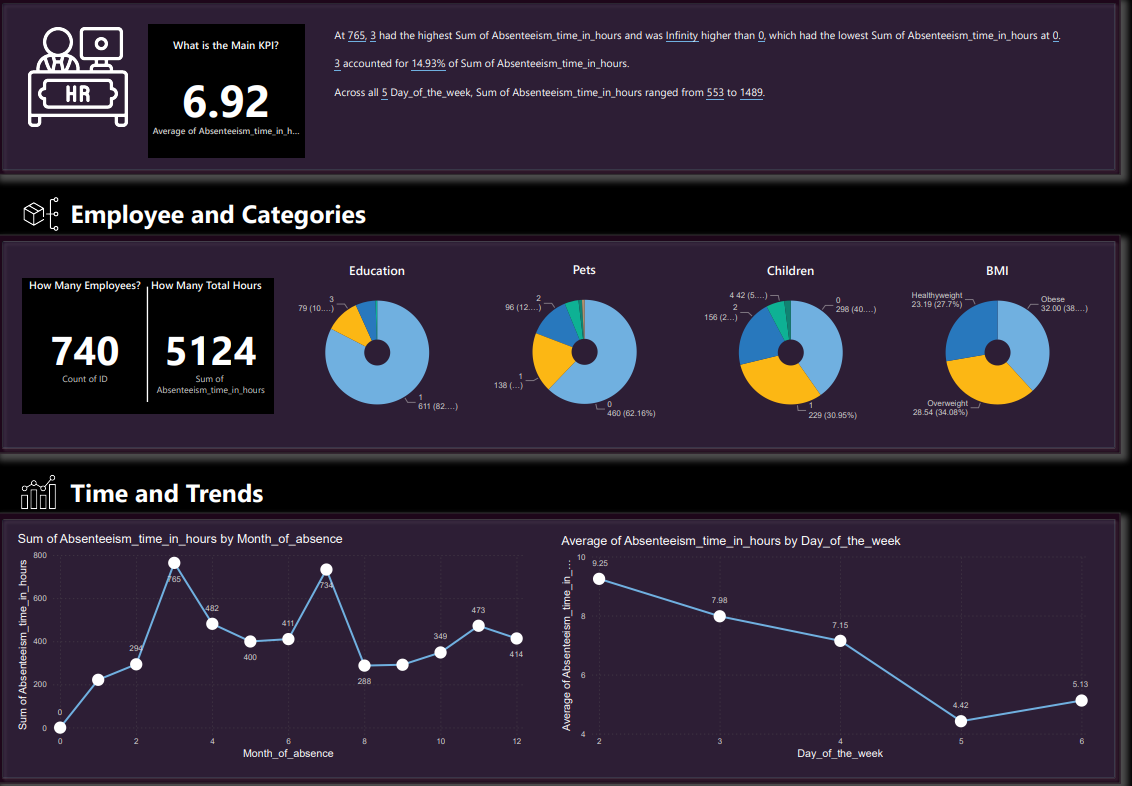 HR
What is the Main KPI?
6.92
Average of Absenteeism_time_in_h...
At 765, 3 had the highest Sum of Absenteeism_time_in_hours and was Infinity higher than 0, which had the lowest Sum of Absenteeism_time_in_hours at 0.
3 accounted for 14.93% of Sum of Absenteeism_time_in_hours.
Across all 5 Day_of_the_week, Sum of Absenteeism_time_in_hours ranged from 553 to 1489.
Employee and Categories
How Many Employees?
740
Count of ID
How Many Total Hours
5124
Sum of
Absenteeism_time_in_hours
Education
3
79 (10....)
1
611 (82....)
Pets
2
96 (12....)
1
138 (...)
0
460 (62.16%)
Children
4 42 (5....)
2
156 (2...)
0
298 (40....)
1
229 (30.95%)
BMI
Healthyweight
23.19 (27.7%)
Obese
32.00 (38....)
Overweight
28.54 (34.08%)
Time and Trends
Sum of Absenteeism_time_in_hours by Month_of_absence
Sum of Absenteeism_time_in_hours
800
600
400
200
0
0
294
765
482
400
411
734
288
349
473
414
0
2
4
6
8
10
12
Month_of_absence
Average of Absenteeism_time_in_hours by Day_of_the_week
Average of Absenteeism_time_in_...
10
8
6
4
9.25
7.98
7.15
4.42
5.13
2
3
4
5
6
Day_of_the_week